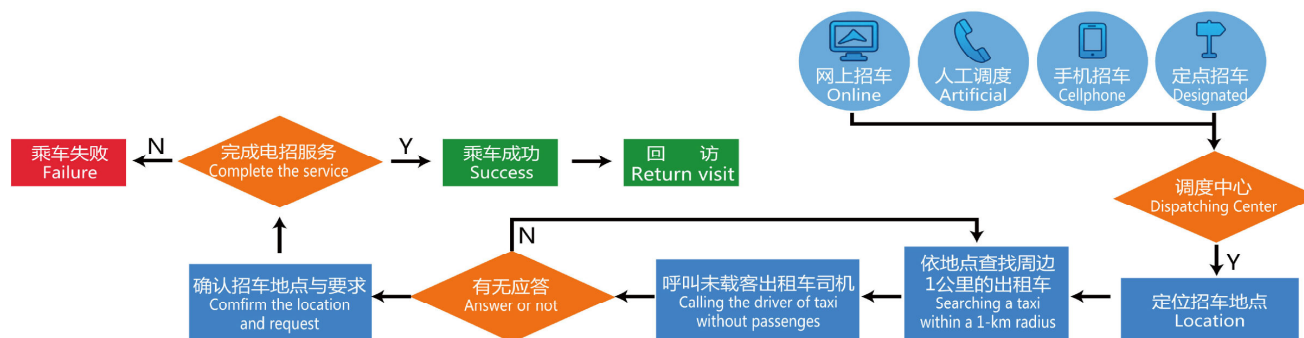 网上招车
Online
人工调度
Artificial
手机招车
Cellphone
定点招车
Designated
调度中心
Dispatching Center
Y
定位招车地点
Location
依地点查找周边
1公里的出租车
Searching a taxi
within a 1-km radius
呼叫未载客出租车司机
Calling the driver of taxi
without passenges
有无应答
Answer or not
N
确认招车地点与要求
Comfirm the location
and request
完成电招服务
Complete the service
N
乘车失败
Failure
Y
乘车成功
Success
回 访
Return visit